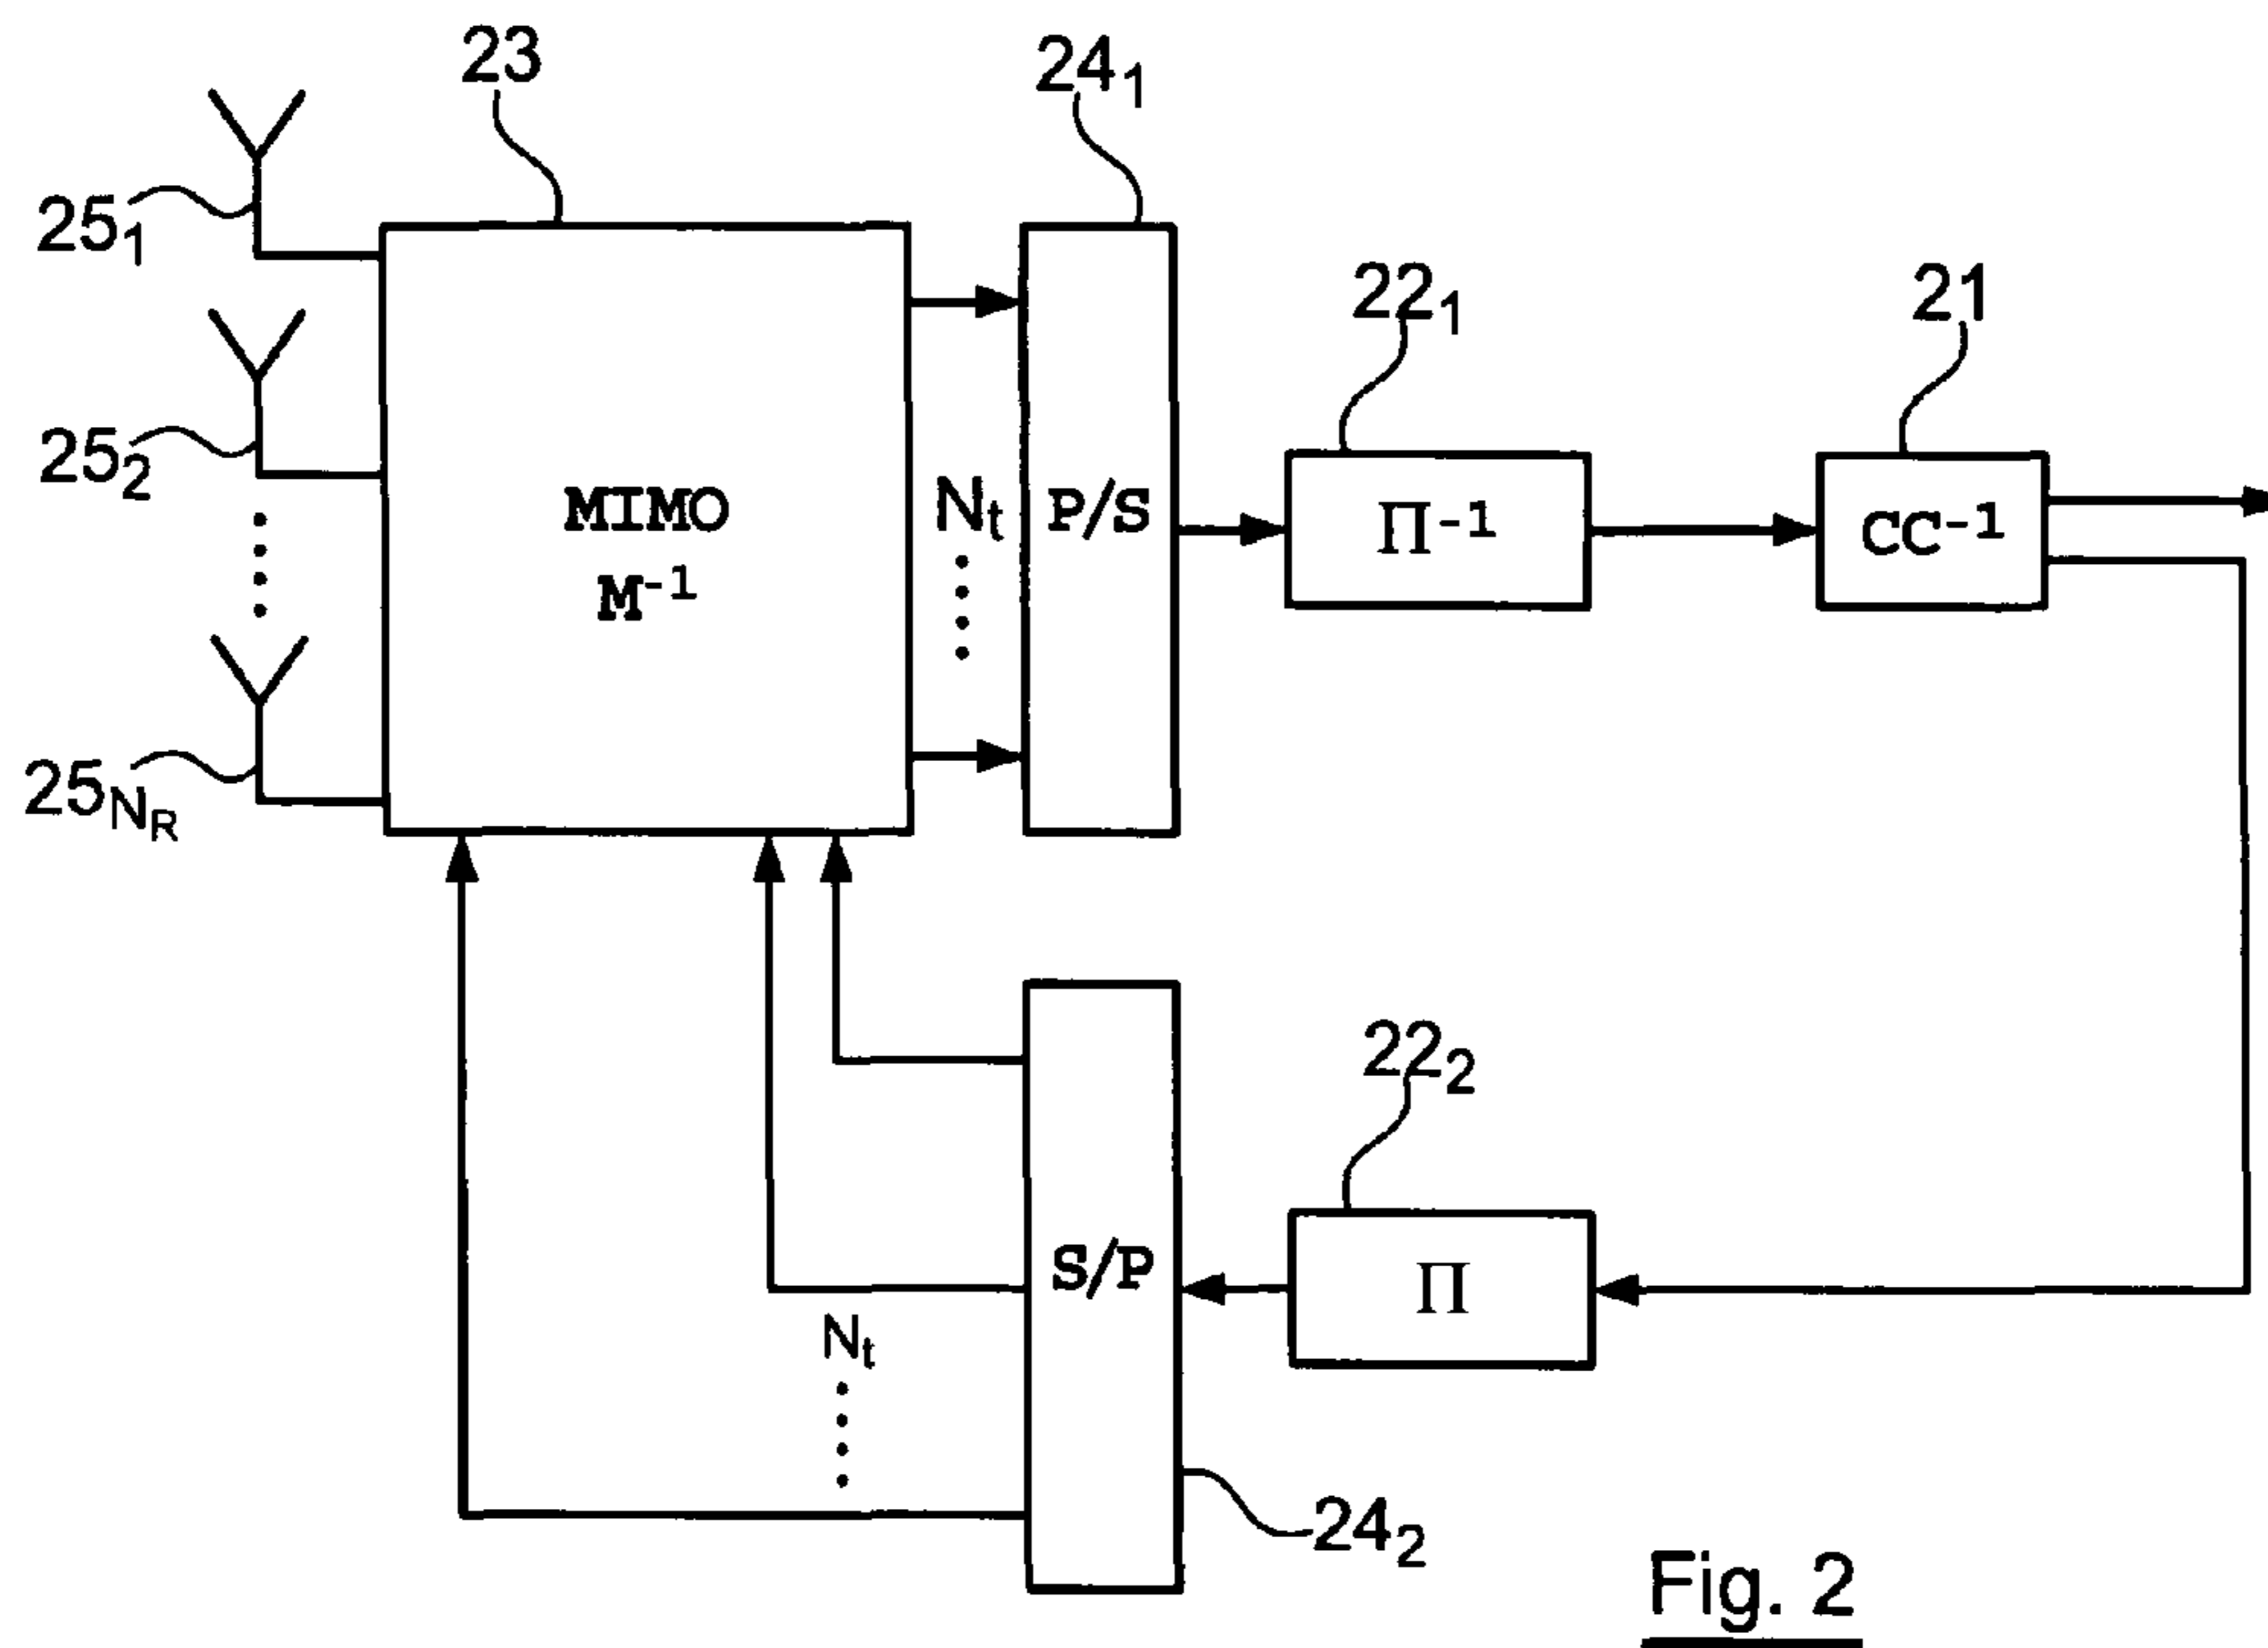 23
24₁
25₁
22₁
21
25₂
MIMO
M⁻¹
Nₜ
P/S
Π⁻¹
CC⁻¹
25_{N_R}
22₂
S/P
Π
Nₜ
24₂
Fig. 2